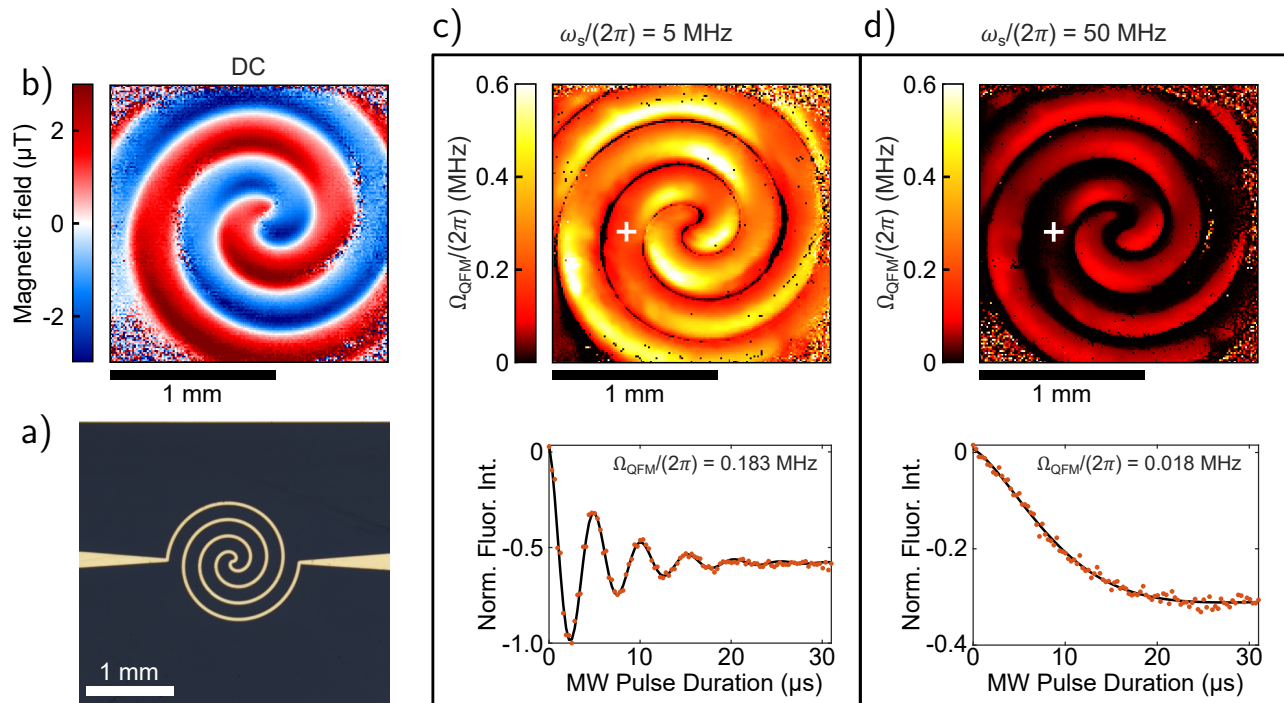 b)
DC
Magnetic field (µT)
2
0
-2
1 mm
a)
1 mm
c)
ωs/(2π) = 5 MHz
0.6
0.4
0.2
0
Ω_QFM/(2π) (MHz)
1 mm
0
-0.5
-1.0
Norm. Fluor. Int.
Ω_QFM/(2π) = 0.183 MHz
0 10 20 30
MW Pulse Duration (µs)
d)
ωs/(2π) = 50 MHz
0.6
0.4
0.2
0
Ω_QFM/(2π) (MHz)
1 mm
0
-0.2
-0.4
Norm. Fluor. Int.
Ω_QFM/(2π) = 0.018 MHz
0 10 20 30
MW Pulse Duration (µs)